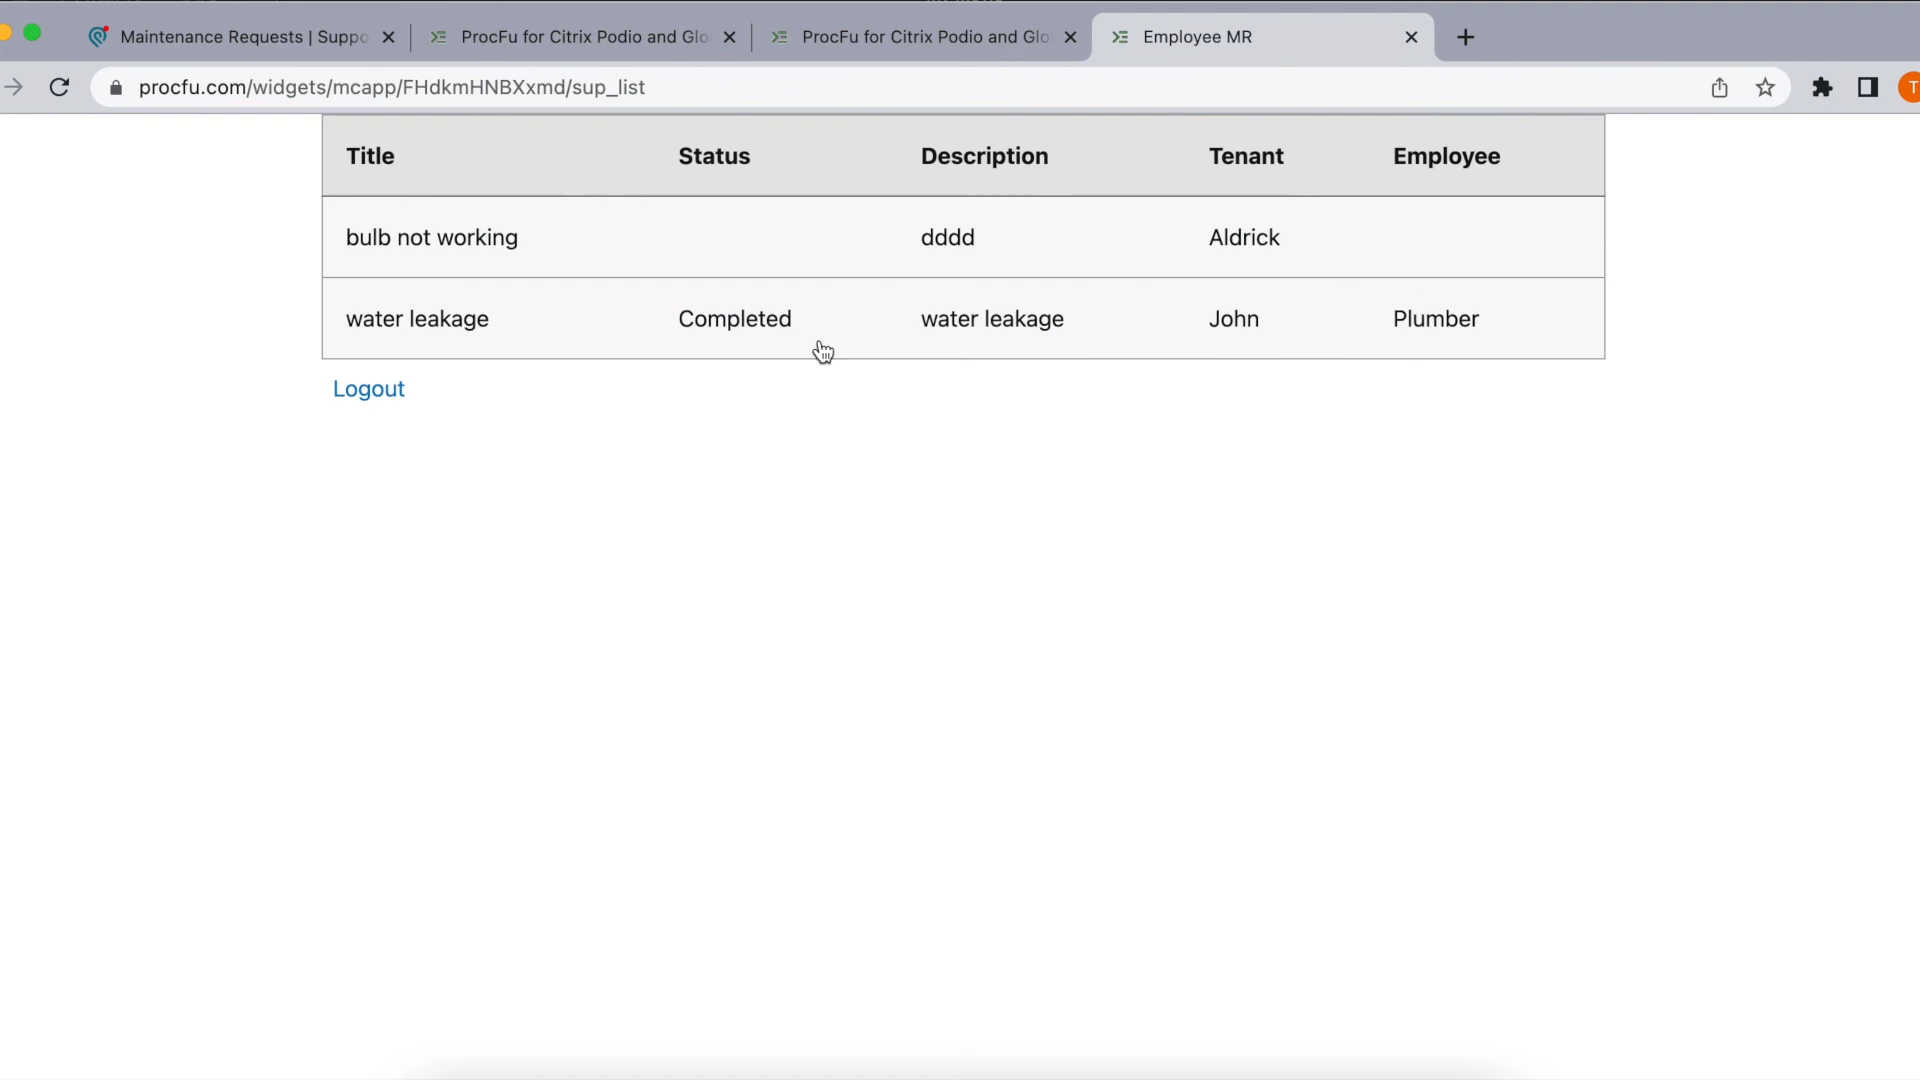 Maintenance Requests | Suppo
ProcFu for Citrix Podio and Glo
ProcFu for Citrix Podio and Glo
Employee MR
procfu.com/widgets/mcapp/FHdkmHNBXxmd/sup_list
T
Title Status Description Tenant Employee
bulb not working dddd Aldrick
water leakage Completed water leakage John Plumber
Logout